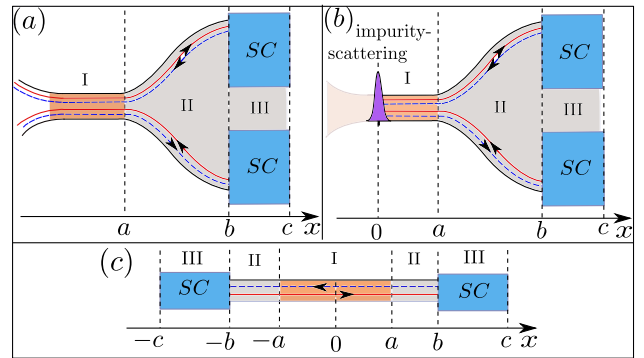 (a)
I
II
III
SC
SC
a
b
c
x
(b)
impurity-
scattering
I
II
III
SC
SC
0
a
b
c
x
(c)
III
II
I
II
III
SC
SC
−c
−b
−a
0
a
b
c
x